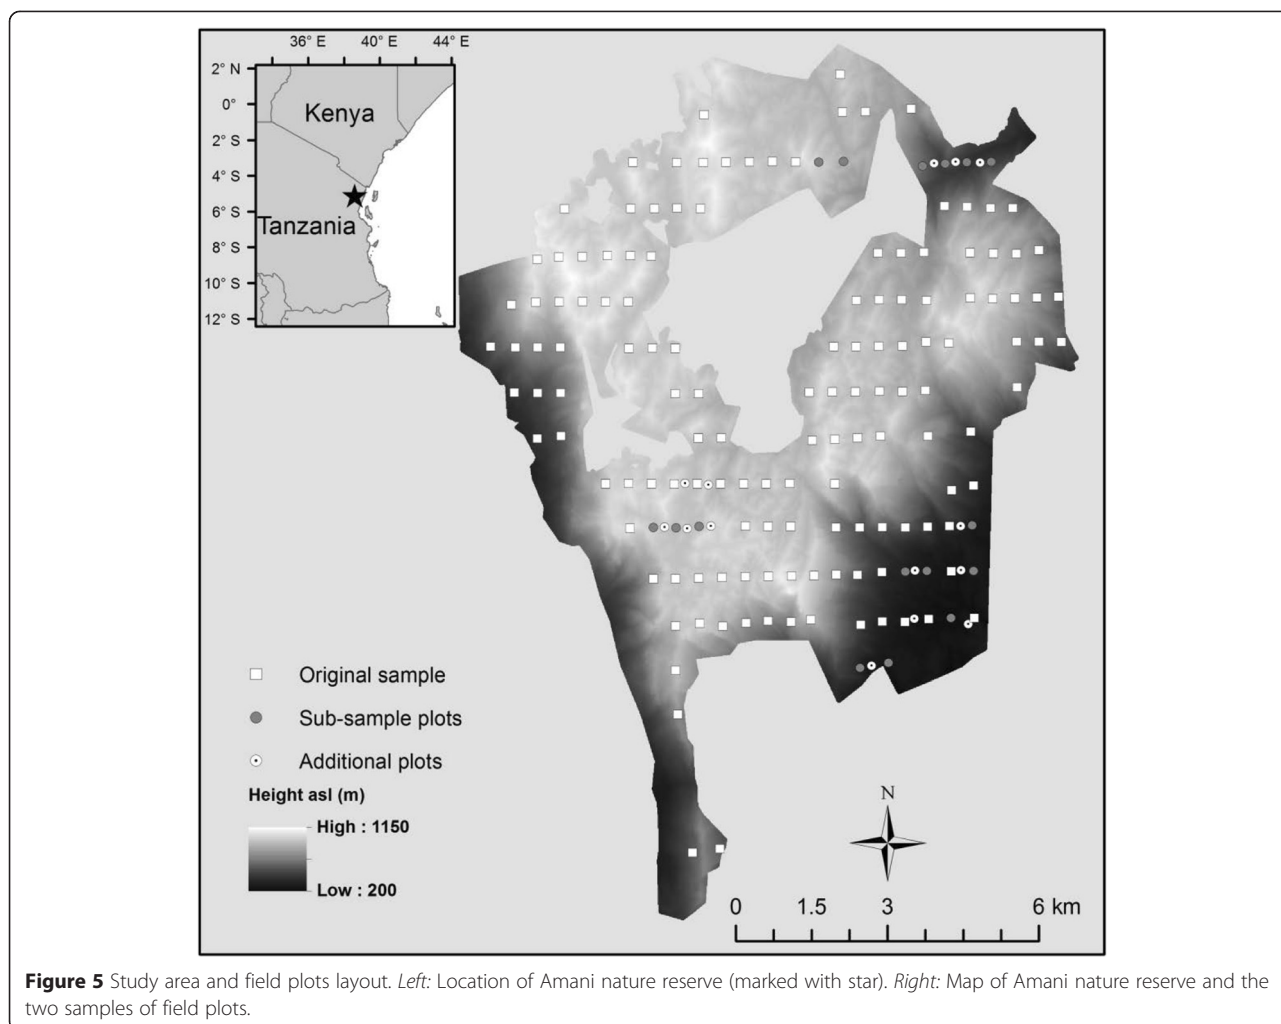 36° E 40° E 44° E
2° N
0°
2° S
4° S
6° S
8° S
10° S
12° S
Kenya
Tanzania
Original sample
Sub-sample plots
Additional plots
Height asl (m)
High : 1150
Low : 200
N
0 1.5 3 6 km
Figure 5 Study area and field plots layout. Left: Location of Amani nature reserve (marked with star). Right: Map of Amani nature reserve and the
two samples of field plots.